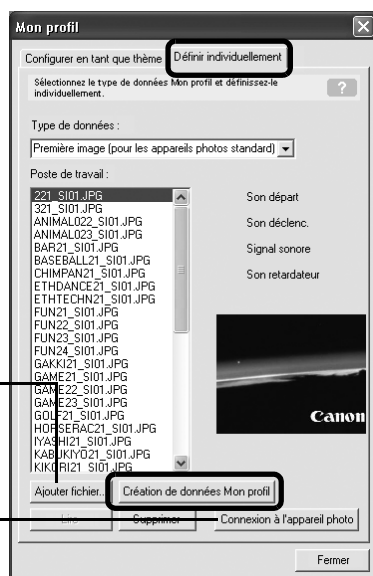 Mon profil
Configurer en tant que thème
Définir individuellement
Sélectionnez le type de données Mon profil et définissez-le
individuellement.
?
Type de données :
Première image (pour les appareils photos standard)
Poste de travail :
221_SI01.JPG
321_SI01.JPG
ANIMAL022_SI01.JPG
ANIMAL023_SI01.JPG
BAR21_SI01.JPG
BASEBALL21_SI01.JPG
CHIMPAN21_SI01.JPG
ETHDANCE21_SI01.JPG
ETHTECHN21_SI01.JPG
FUN21_SI01.JPG
FUN22_SI01.JPG
FUN23_SI01.JPG
FUN24_SI01.JPG
GAKKI21_SI01.JPG
GAME21_SI01.JPG
GAME22_SI01.JPG
GAME23_SI01.JPG
GOLF21_SI01.JPG
HORSERAC21_SI01.JPG
IYASHI21_SI01.JPG
KABUKIYO21_SI01.JPG
KIKORI21_SI01.JPG
Son départ
Son déclenc.
Signal sonore
Son retardateur
Canon
Ajouter fichier...
Création de données Mon profil
Lire
Supprimer
Connexion à l'appareil photo
Fermer